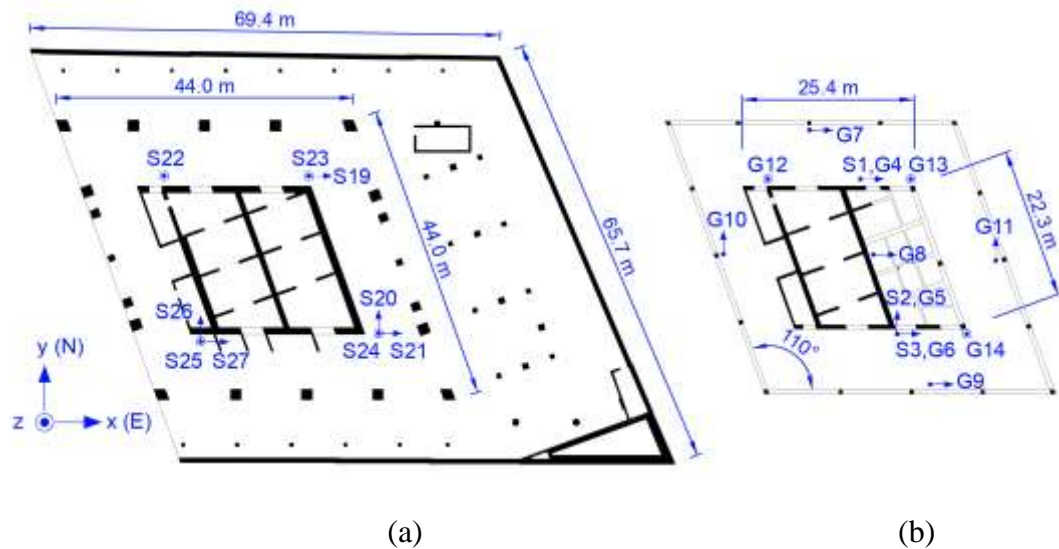 69.4 m
44.0 m
S22
S23
S19
44.0 m
65.7 m
S26
S20
S25 S27
S24 S21
y (N)
z
x (E)
25.4 m
G7
G12
S1,G4
G13
G10
G8
G11
22.3 m
S2,G5
S3,G6
G14
110°
G9
(a)
(b)